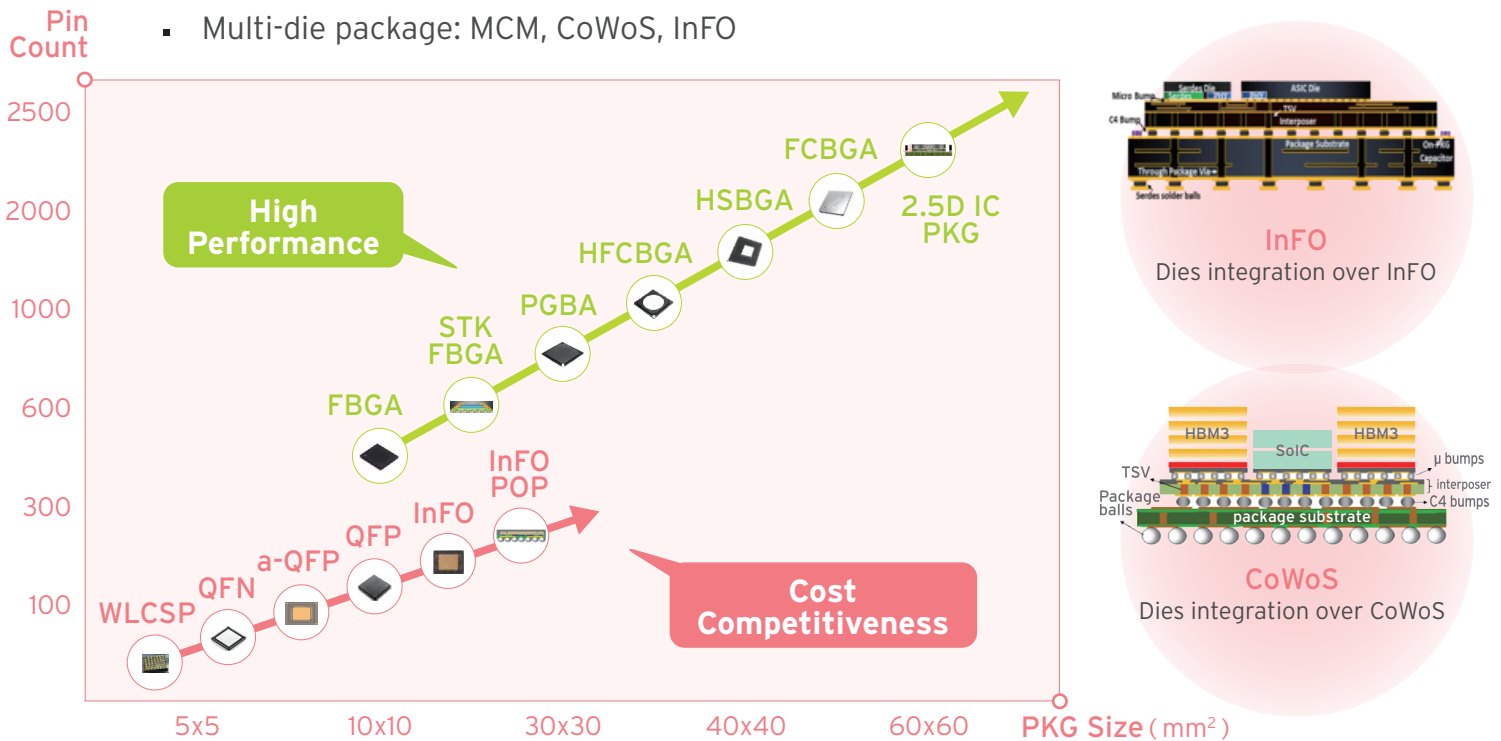 ▪ Multi-die package: MCM, CoWoS, InFO
Pin
Count
2500
2000
1000
600
300
100
High
Performance
FBGA
STK
FBGA
PGBA
HFCBGA
HSBGA
FCBGA
2.5D IC
PKG
WLCSP
QFN
a-QFP
QFP
InFO
InFO
POP
Cost
Competitiveness
5x5
10x10
30x30
40x40
60x60
PKG Size (mm²)
Serdes Die
ASIC Die
Micro Bump
Serdes
TSV
C4 Bump
Interposer
Package Substrate
On-PKG
Capacitor
Through Package Via
Serdes solder balls
InFO
Dies integration over InFO
HBM3
SoIC
HBM3
TSV
µ bumps
interposer
Package
balls
C4 bumps
package substrate
CoWoS
Dies integration over CoWoS